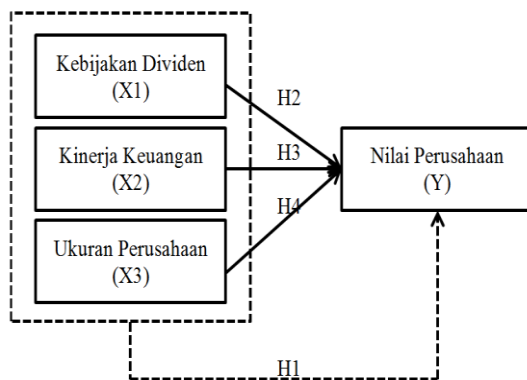 Kebijakan Dividen
(X1)
H2
Kinerja Keuangan
(X2)
H3
Nilai Perusahaan
(Y)
H4
Ukuran Perusahaan
(X3)
H1